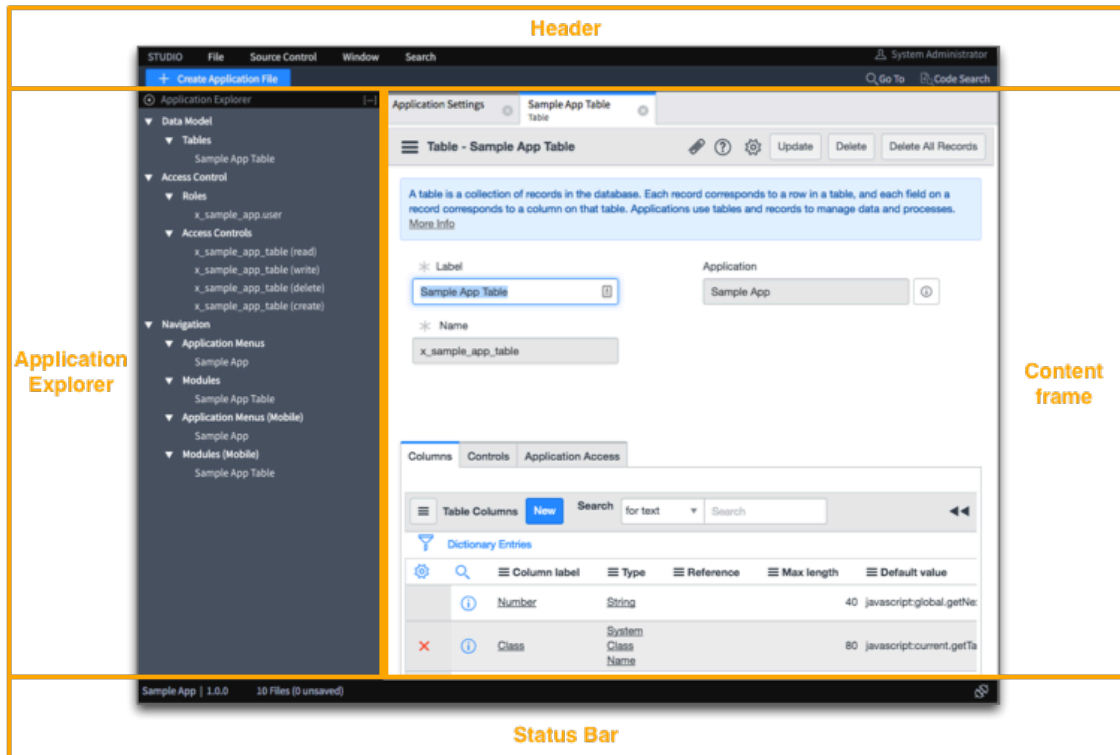 Header
STUDIO File Source Control Window Search System Administrator
+ Create Application File Go To Code Search
Application Explorer [—]
Data Model
Tables
Sample App Table
Access Control
Roles
x_sample_app.user
Access Controls
x_sample_app_table (read)
x_sample_app_table (write)
x_sample_app_table (delete)
x_sample_app_table (create)
Navigation
Application Menus
Sample App
Modules
Sample App Table
Application Menus (Mobile)
Sample App
Modules (Mobile)
Sample App Table
Application
Explorer
Application Settings
Sample App Table
Table
Table - Sample App Table Update Delete Delete All Records
A table is a collection of records in the database. Each record corresponds to a row in a table, and each field on a
record corresponds to a column on that table. Applications use tables and records to manage data and processes.
More Info
Label Application
Sample App Table Sample App
Name
x_sample_app_table
Columns Controls Application Access
Table Columns New Search for text Search
Dictionary Entries
Column label Type Reference Max length Default value
Number String 40 javascript:global.getNe
Class System Class Name 80 javascript:current.getTa
Content
frame
Sample App | 1.0.0 10 Files (0 unsaved)
Status Bar